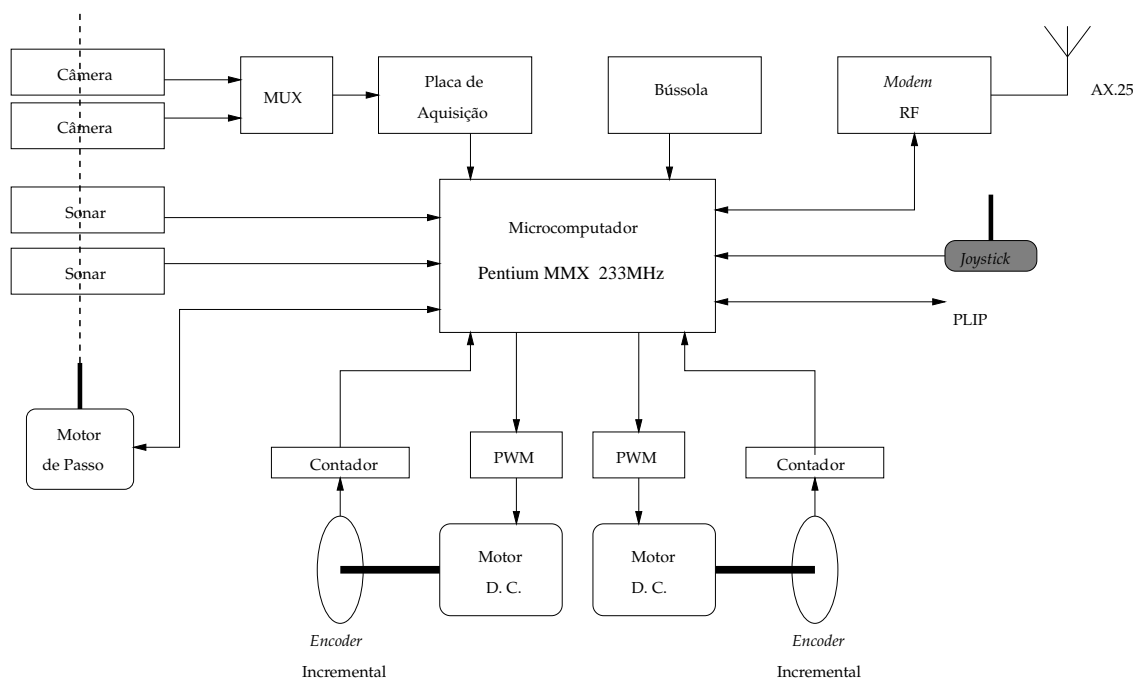 Câmera
Câmera
MUX
Placa de
Aquisição
Bússola
Modem
RF
AX.25
Sonar
Sonar
Microcomputador
Pentium MMX 233MHz
Joystick
PLIP
Motor
de Passo
Contador
PWM
PWM
Contador
Motor
D. C.
Motor
D. C.
Encoder
Incremental
Encoder
Incremental